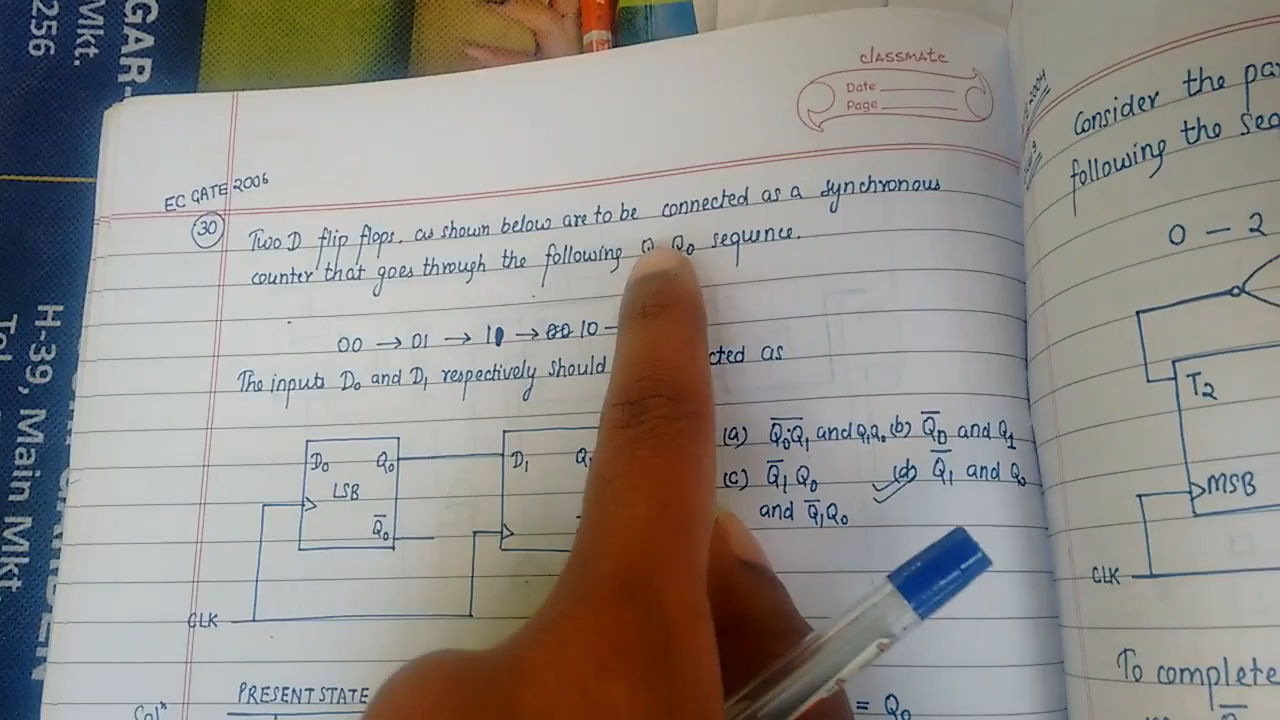 GAR-
Mkt.
256
H-39, Main Mkt
classmate
Date
Page
EC GATE 2006
30
Two D flip flops. as shown below are to be connected as a synchronous
counter that goes through the following Q Q₀ sequence.
00 → 01 → 10 → 10
The inputs D₀ and D₁ respectively should cted as
D₀ Q₀
LSB
Q̅₀
D₁
CLK
(a) Q̅₀Q̅₁ and Q₁Q₀ (b) Q̅₀ and Q₁
(c) Q̅₁ Q₀ (d) Q̅₁ and Q₀
and Q̅₁Q₀
PRESENT STATE
Solⁿ
= Q₀
Consider the
following the
0 - 2
T₂
MSB
CLK
To complete